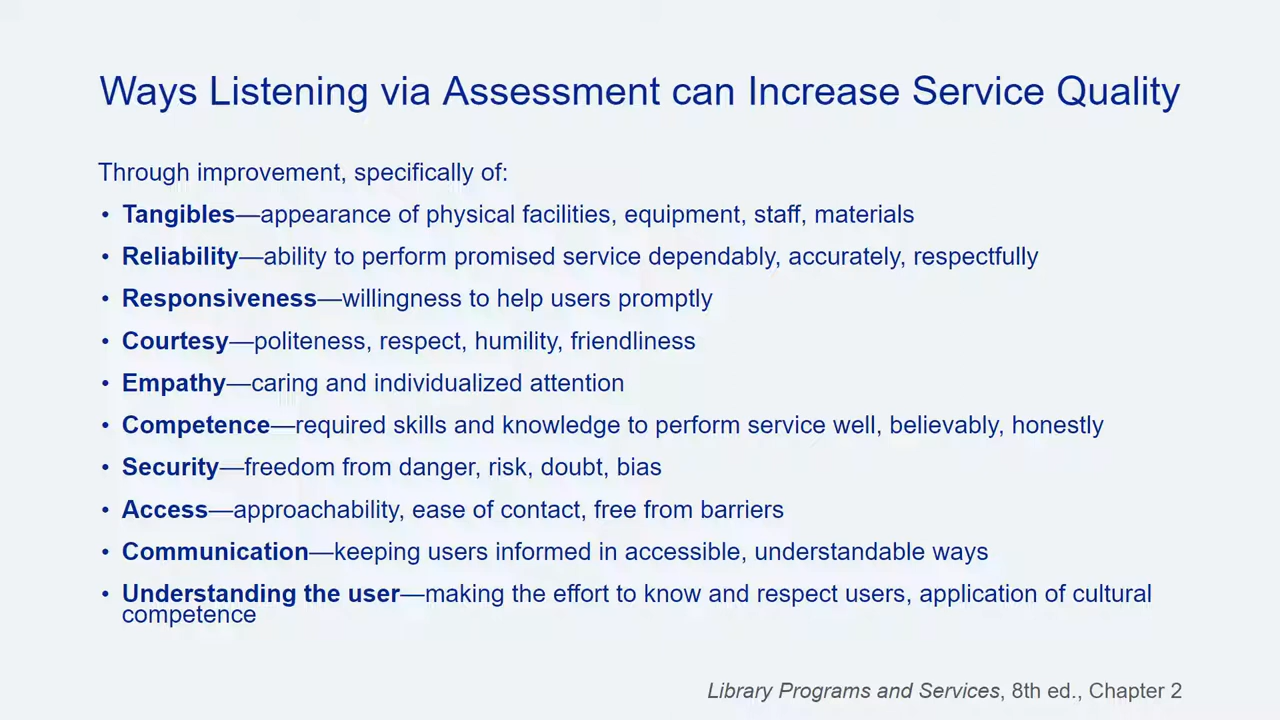 Ways Listening via Assessment can Increase Service Quality
Through improvement, specifically of:
• Tangibles—appearance of physical facilities, equipment, staff, materials
• Reliability—ability to perform promised service dependably, accurately, respectfully
• Responsiveness—willingness to help users promptly
• Courtesy—politeness, respect, humility, friendliness
• Empathy—caring and individualized attention
• Competence—required skills and knowledge to perform service well, believably, honestly
• Security—freedom from danger, risk, doubt, bias
• Access—approachability, ease of contact, free from barriers
• Communication—keeping users informed in accessible, understandable ways
• Understanding the user—making the effort to know and respect users, application of cultural
competence
Library Programs and Services, 8th ed., Chapter 2